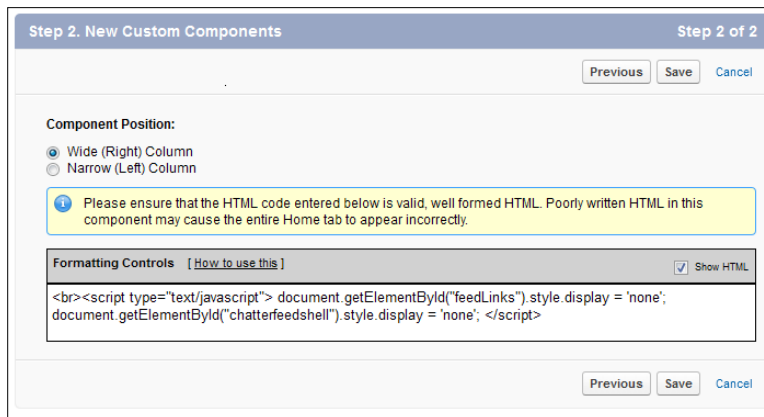 Step 2. New Custom Components Step 2 of 2
Previous Save Cancel
Component Position:
Wide (Right) Column
Narrow (Left) Column
Please ensure that the HTML code entered below is valid, well formed HTML. Poorly written HTML in this
component may cause the entire Home tab to appear incorrectly.
Formatting Controls [ How to use this ] Show HTML
<br><script type="text/javascript"> document.getElementById("feedLinks").style.display = 'none';
document.getElementById("chatterfeedshell").style.display = 'none'; </script>
Previous Save Cancel